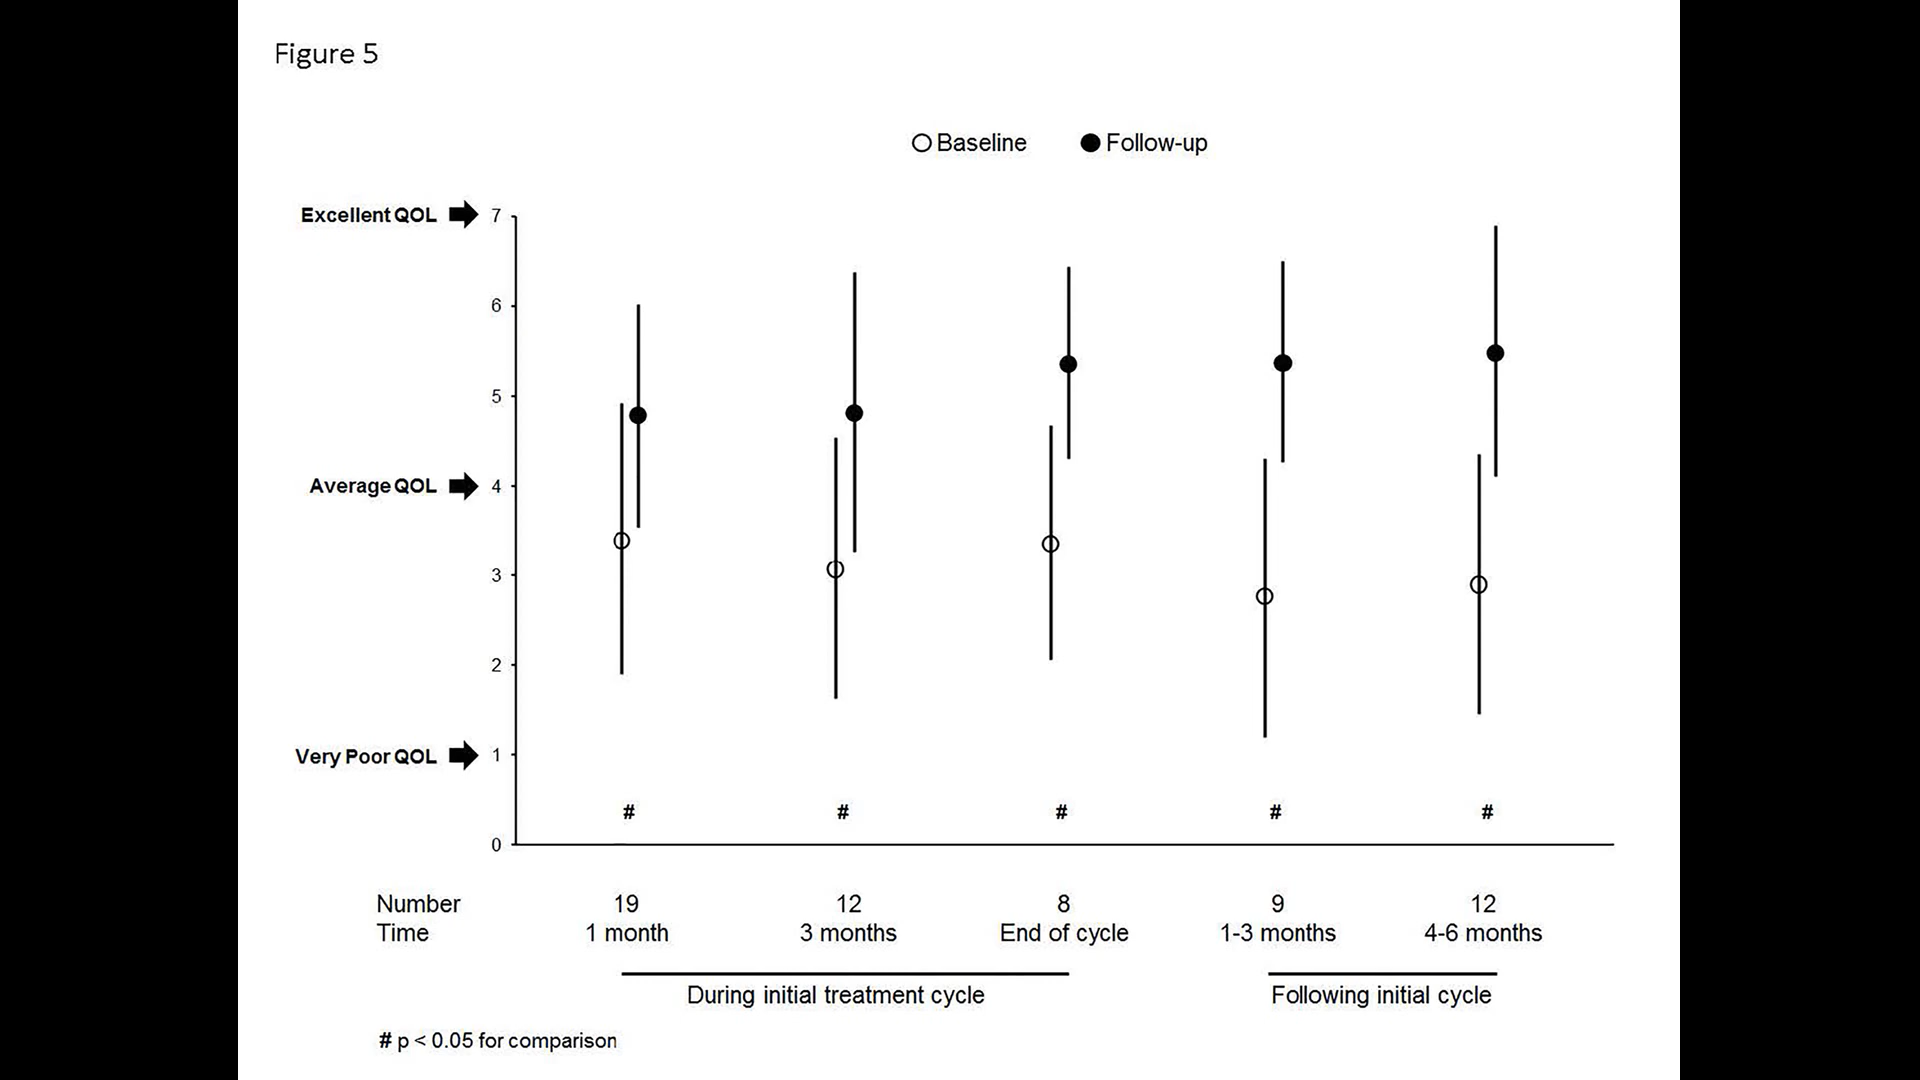 Figure 5
Baseline Follow-up
Excellent QOL 7
6
5
Average QOL 4
3
2
Very Poor QOL 1
# # # # #
0
Number 19 12 8 9 12
Time 1 month 3 months End of cycle 1-3 months 4-6 months
During initial treatment cycle Following initial cycle
# p < 0.05 for comparison